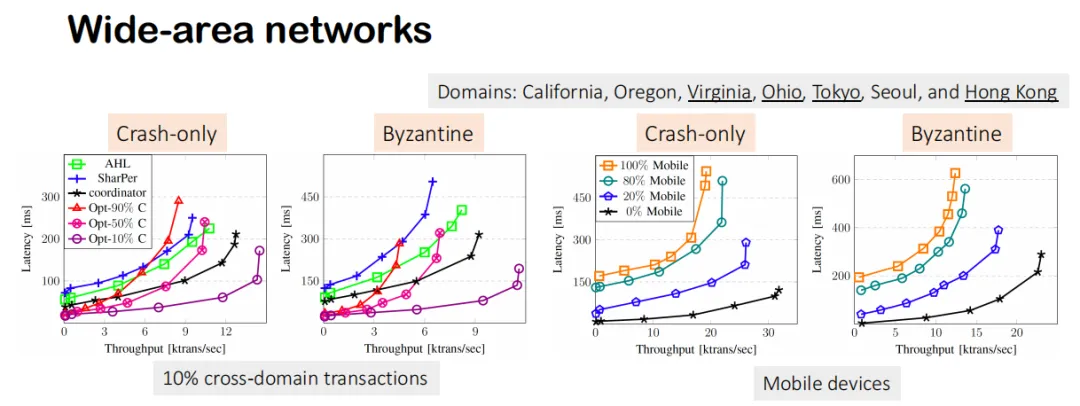 Wide-area networks
Domains: California, Oregon, Virginia, Ohio, Tokyo, Seoul, and Hong Kong
Crash-only
Byzantine
Crash-only
Byzantine
Latency [ms]
300
200
100
0 3 6 9 12
Throughput [ktrans/sec]
AHL
SharPer
coordinator
Opt-90% C
Opt-50% C
Opt-10% C
Latency [ms]
450
300
150
0 3 6 9
Throughput [ktrans/sec]
Latency [ms]
450
300
150
0 10 20 30
Throughput [ktrans/sec]
100% Mobile
80% Mobile
20% Mobile
0% Mobile
Latency [ms]
600
400
200
0 5 10 15 20
Throughput [ktrans/sec]
10% cross-domain transactions
Mobile devices